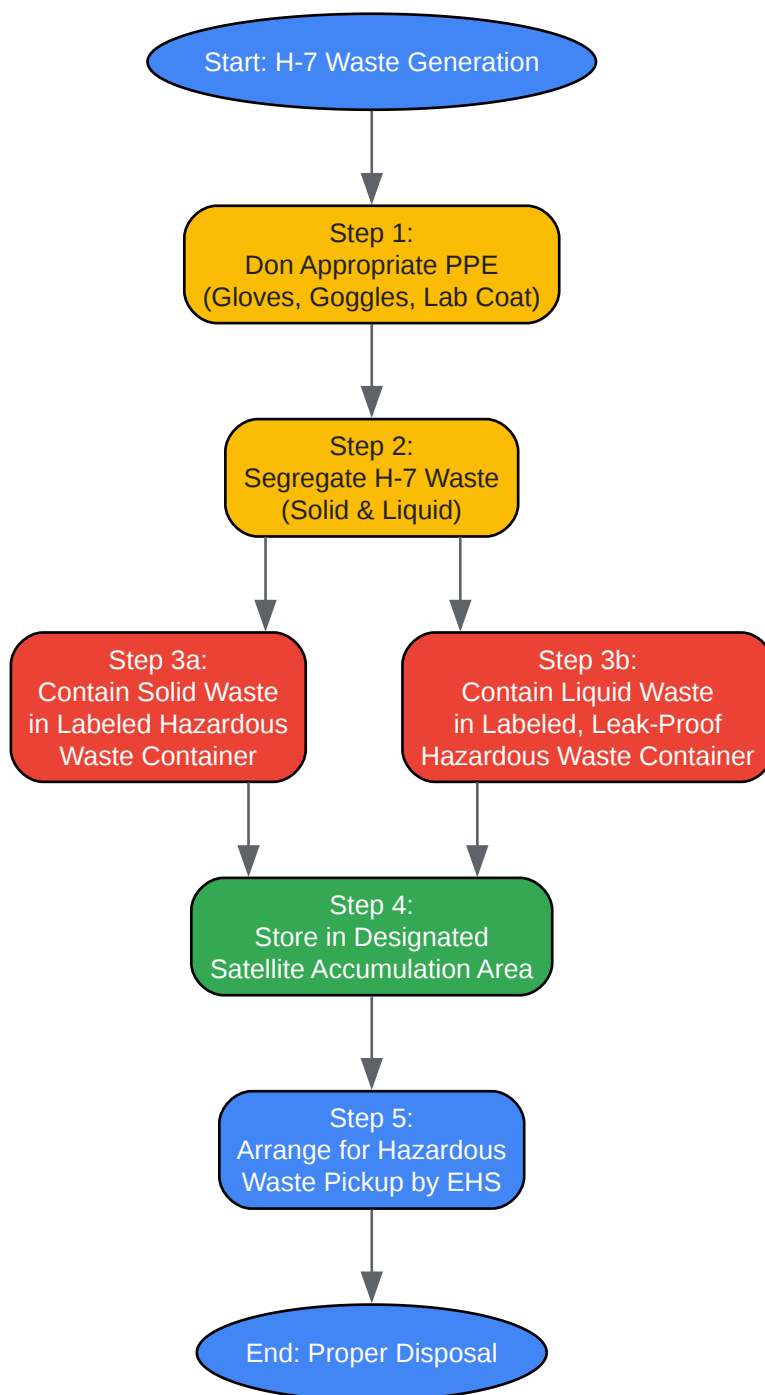 Start: H-7 Waste Generation
Step 1:
Don Appropriate PPE
(Gloves, Goggles, Lab Coat)
Step 2:
Segregate H-7 Waste
(Solid & Liquid)
Step 3a:
Contain Solid Waste
in Labeled Hazardous
Waste Container
Step 3b:
Contain Liquid Waste
in Labeled, Leak-Proof
Hazardous Waste Container
Step 4:
Store in Designated
Satellite Accumulation Area
Step 5:
Arrange for Hazardous
Waste Pickup by EHS
End: Proper Disposal